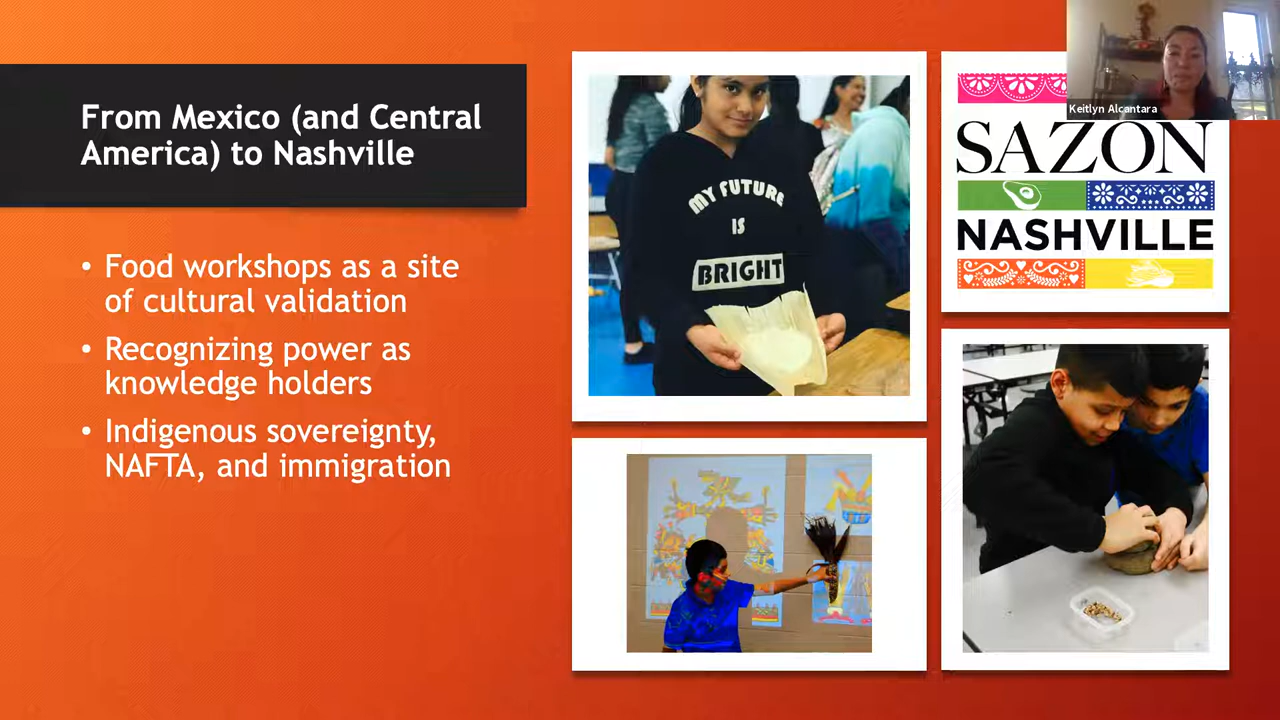 From Mexico (and Central
America) to Nashville
• Food workshops as a site
of cultural validation
• Recognizing power as
knowledge holders
• Indigenous sovereignty,
NAFTA, and immigration
MY FUTURE
IS
BRIGHT
Keitlyn Alcantara
SAZON
NASHVILLE